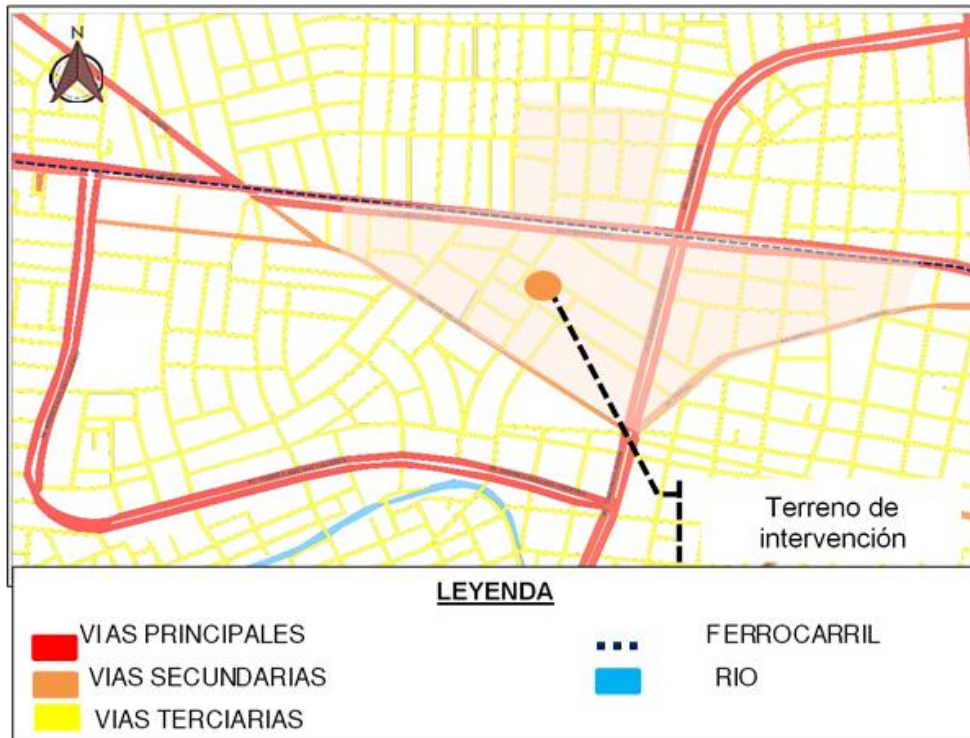 N
Terreno de
intervención
LEYENDA
VIAS PRINCIPALES
FERROCARRIL
VIAS SECUNDARIAS
RIO
VIAS TERCIARIAS